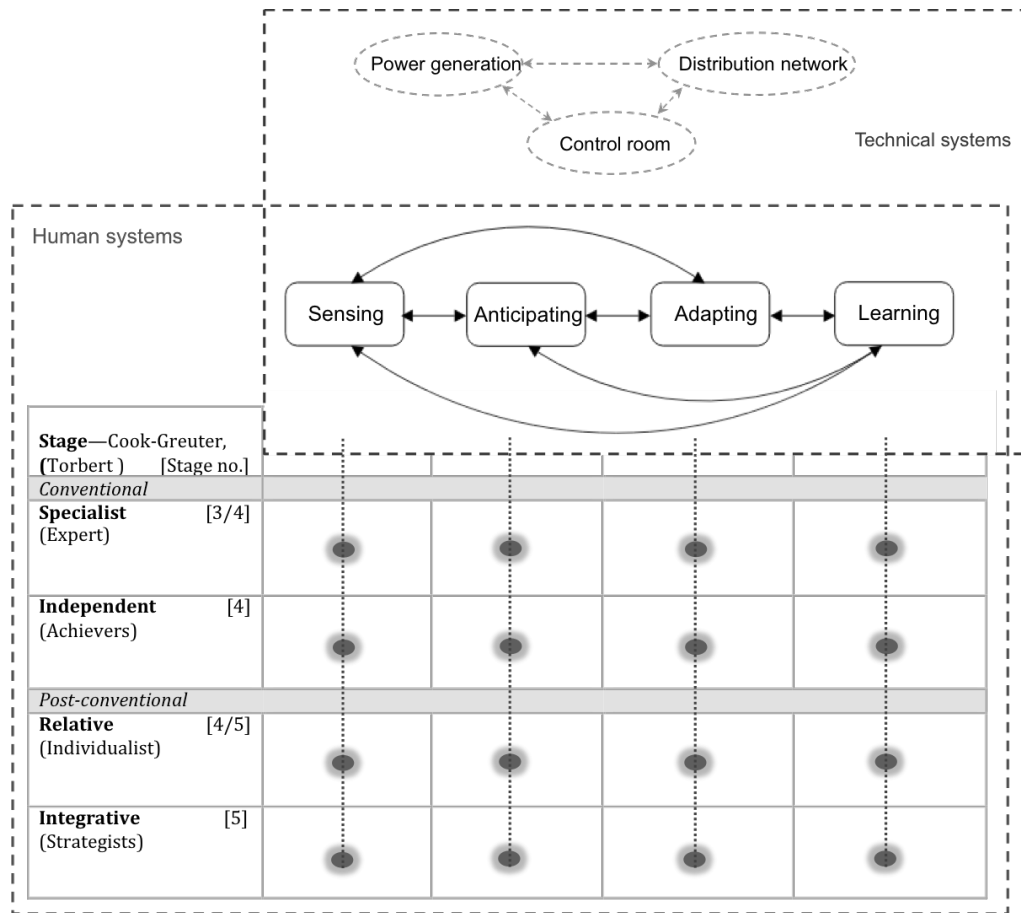 Power generation
Distribution network
Control room
Technical systems
Human systems
Sensing
Anticipating
Adapting
Learning
Stage—Cook-Greuter,
(Torbert ) [Stage no.]
Conventional
Specialist [3/4]
(Expert)
Independent [4]
(Achievers)
Post-conventional
Relative [4/5]
(Individualist)
Integrative [5]
(Strategists)